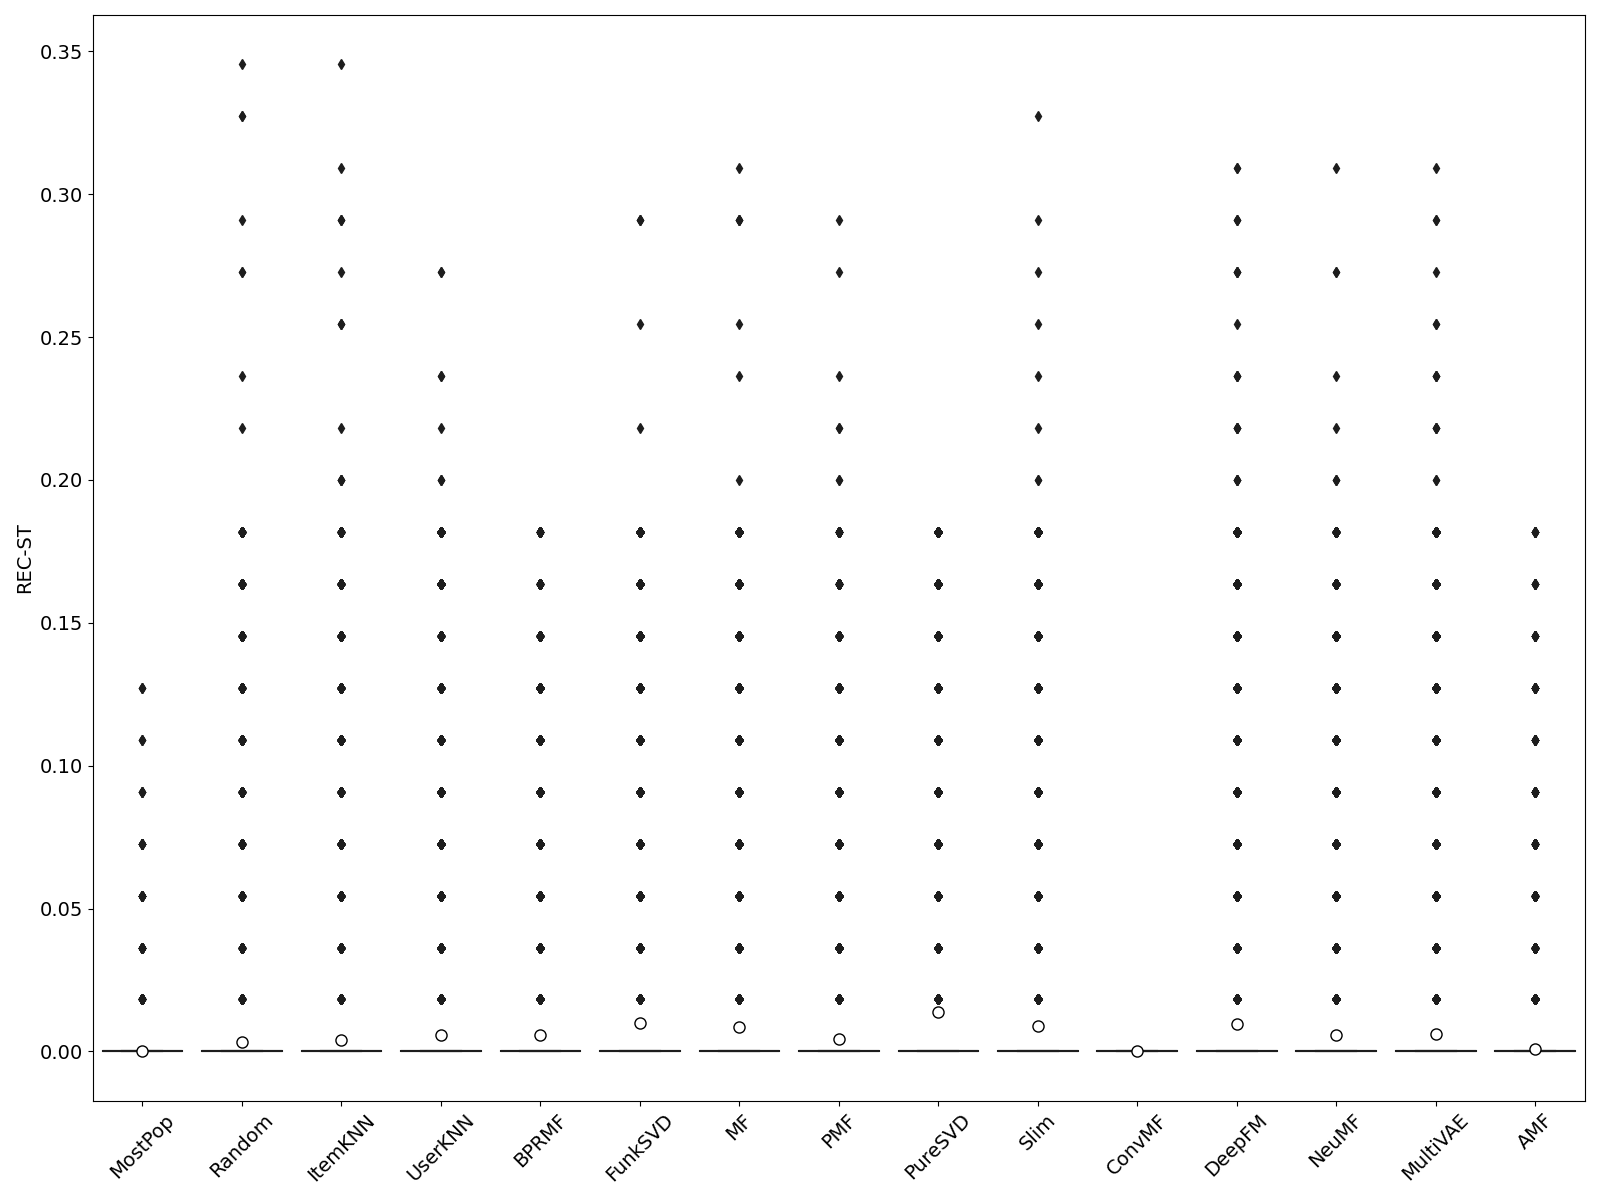 REC-ST
0.35
0.30
0.25
0.20
0.15
0.10
0.05
0.00
MostPop
Random
ItemKNN
UserKNN
BPRMF
FunkSVD
MF
PMF
PureSVD
Slim
ConvMF
DeepFM
NeuMF
MultiVAE
AMF